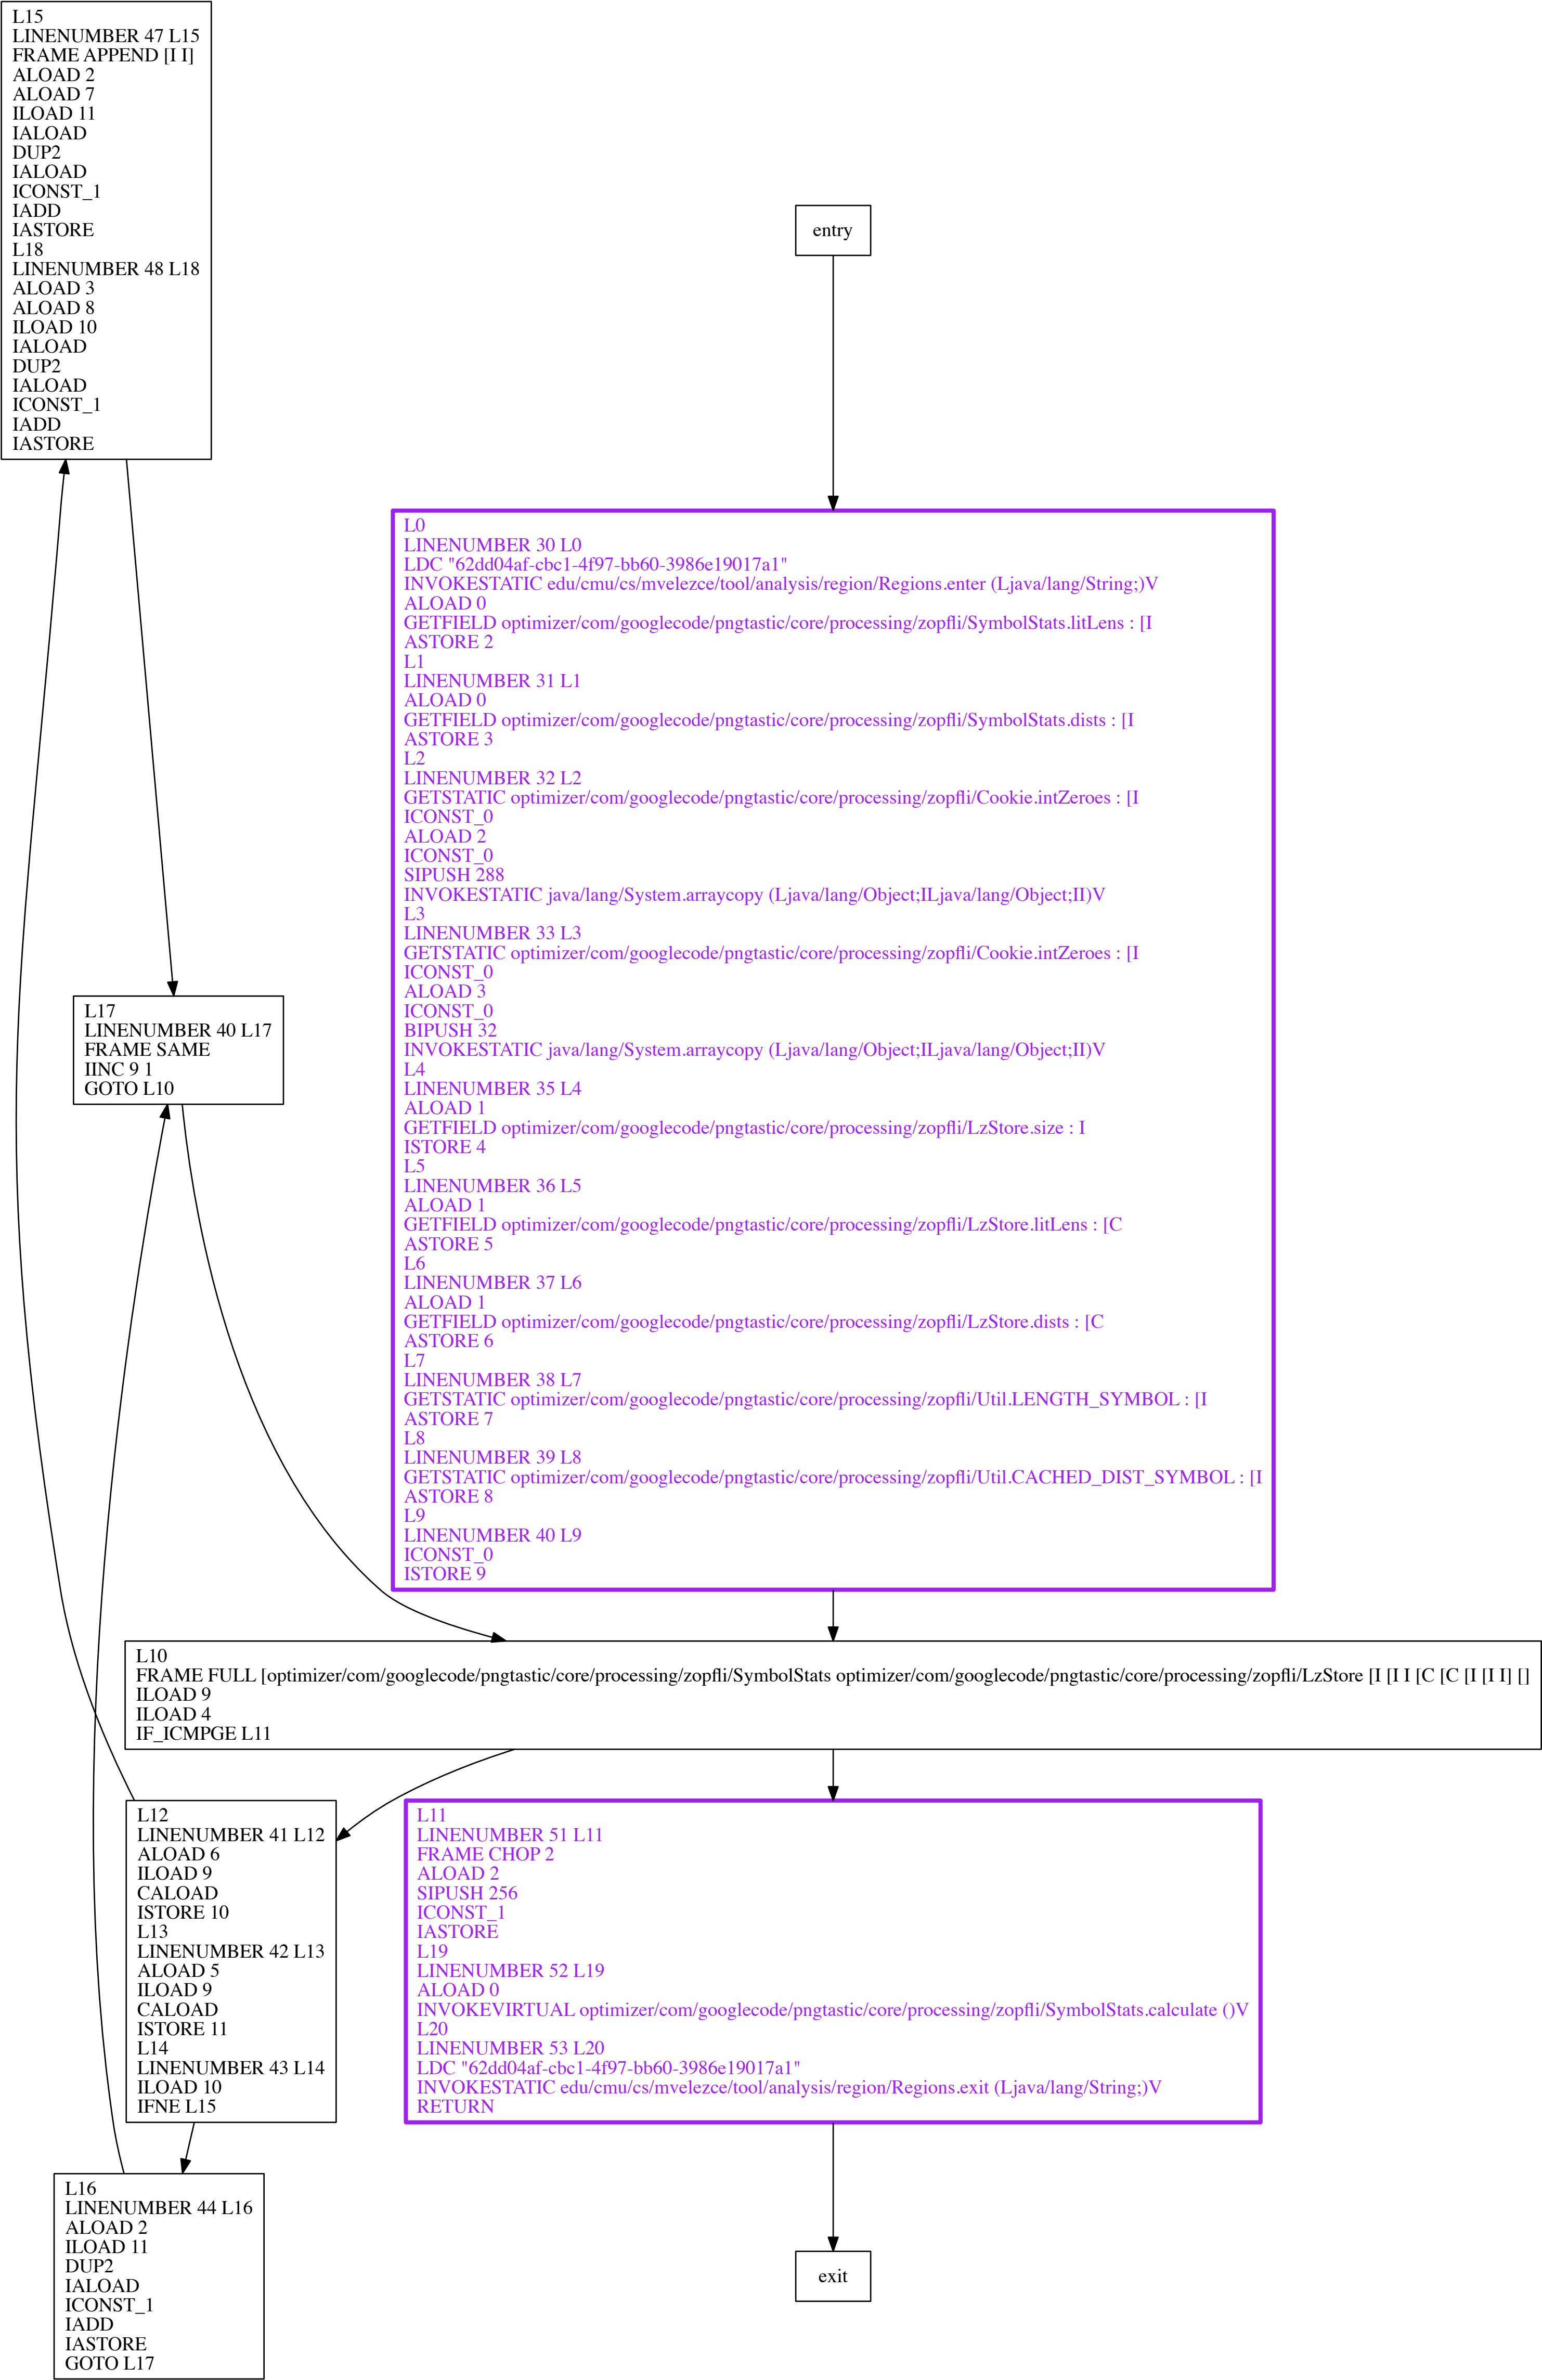 L15
LINENUMBER 47 L15
FRAME APPEND [I I]
ALOAD 2
ALOAD 7
ILOAD 11
IALOAD
DUP2
IALOAD
ICONST_1
IADD
IASTORE
L18
LINENUMBER 48 L18
ALOAD 3
ALOAD 8
ILOAD 10
IALOAD
DUP2
IALOAD
ICONST_1
IADD
IASTORE
entry
L0
LINENUMBER 30 L0
LDC "62dd04af-cbc1-4f97-bb60-3986e19017a1"
INVOKESTATIC edu/cmu/cs/mvelezce/tool/analysis/region/Regions.enter (Ljava/lang/String;)V
ALOAD 0
GETFIELD optimizer/com/googlecode/pngtastic/core/processing/zopfli/SymbolStats.litLens : [I
ASTORE 2
L1
LINENUMBER 31 L1
ALOAD 0
GETFIELD optimizer/com/googlecode/pngtastic/core/processing/zopfli/SymbolStats.dists : [I
ASTORE 3
L2
LINENUMBER 32 L2
GETSTATIC optimizer/com/googlecode/pngtastic/core/processing/zopfli/Cookie.intZeroes : [I
ICONST_0
ALOAD 2
ICONST_0
SIPUSH 288
INVOKESTATIC java/lang/System.arraycopy (Ljava/lang/Object;ILjava/lang/Object;II)V
L3
LINENUMBER 33 L3
GETSTATIC optimizer/com/googlecode/pngtastic/core/processing/zopfli/Cookie.intZeroes : [I
ICONST_0
ALOAD 3
ICONST_0
BIPUSH 32
INVOKESTATIC java/lang/System.arraycopy (Ljava/lang/Object;ILjava/lang/Object;II)V
L4
LINENUMBER 35 L4
ALOAD 1
GETFIELD optimizer/com/googlecode/pngtastic/core/processing/zopfli/LzStore.size : I
ISTORE 4
L5
LINENUMBER 36 L5
ALOAD 1
GETFIELD optimizer/com/googlecode/pngtastic/core/processing/zopfli/LzStore.litLens : [C
ASTORE 5
L6
LINENUMBER 37 L6
ALOAD 1
GETFIELD optimizer/com/googlecode/pngtastic/core/processing/zopfli/LzStore.dists : [C
ASTORE 6
L7
LINENUMBER 38 L7
GETSTATIC optimizer/com/googlecode/pngtastic/core/processing/zopfli/Util.LENGTH_SYMBOL : [I
ASTORE 7
L8
LINENUMBER 39 L8
GETSTATIC optimizer/com/googlecode/pngtastic/core/processing/zopfli/Util.CACHED_DIST_SYMBOL : [I
ASTORE 8
L9
LINENUMBER 40 L9
ICONST_0
ISTORE 9
L17
LINENUMBER 40 L17
FRAME SAME
IINC 9 1
GOTO L10
L10
FRAME FULL [optimizer/com/googlecode/pngtastic/core/processing/zopfli/SymbolStats optimizer/com/googlecode/pngtastic/core/processing/zopfli/LzStore [I [I I [C [C [I [I I] []
ILOAD 9
ILOAD 4
IF_ICMPGE L11
L12
LINENUMBER 41 L12
ALOAD 6
ILOAD 9
CALOAD
ISTORE 10
L13
LINENUMBER 42 L13
ALOAD 5
ILOAD 9
CALOAD
ISTORE 11
L14
LINENUMBER 43 L14
ILOAD 10
IFNE L15
L11
LINENUMBER 51 L11
FRAME CHOP 2
ALOAD 2
SIPUSH 256
ICONST_1
IASTORE
L19
LINENUMBER 52 L19
ALOAD 0
INVOKEVIRTUAL optimizer/com/googlecode/pngtastic/core/processing/zopfli/SymbolStats.calculate ()V
L20
LINENUMBER 53 L20
LDC "62dd04af-cbc1-4f97-bb60-3986e19017a1"
INVOKESTATIC edu/cmu/cs/mvelezce/tool/analysis/region/Regions.exit (Ljava/lang/String;)V
RETURN
L16
LINENUMBER 44 L16
ALOAD 2
ILOAD 11
DUP2
IALOAD
ICONST_1
IADD
IASTORE
GOTO L17
exit